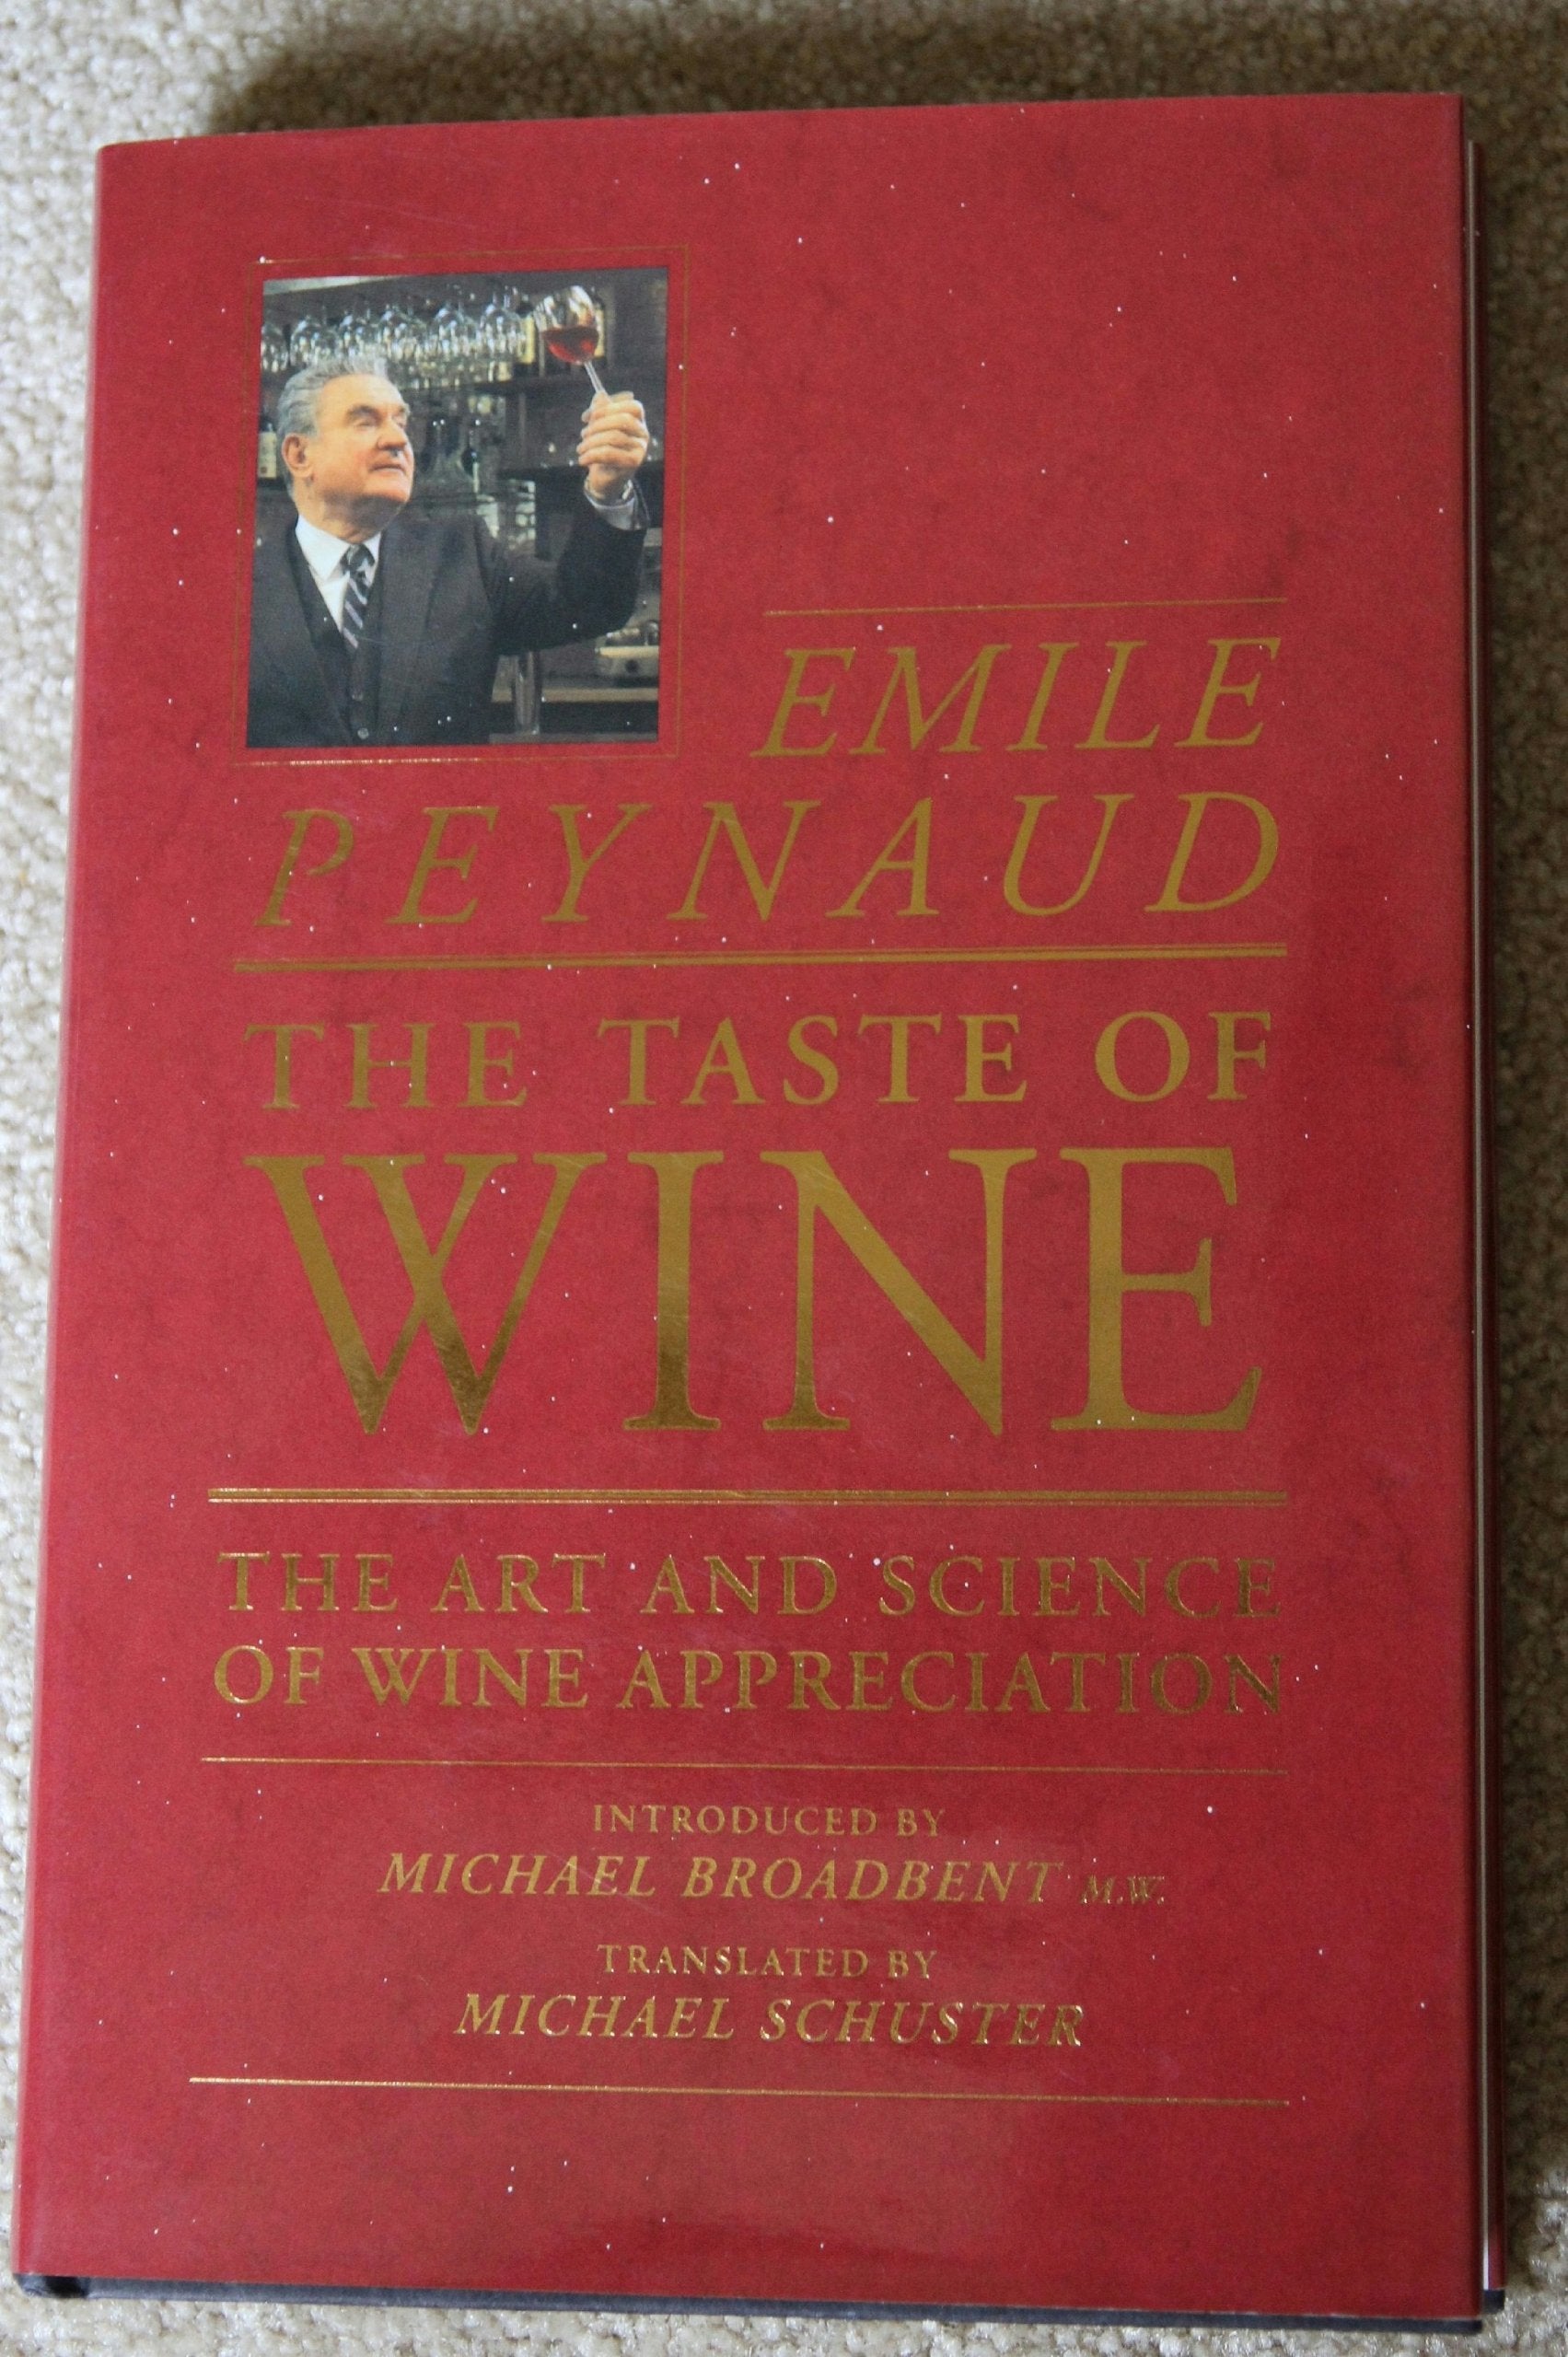 EMILE
PEYNAUD
THE TASTE OF
WINE
THE ART AND SCIENCE
OF WINE APPRECIATION
INTRODUCED BY
MICHAEL BROADBENT M.W.
TRANSLATED BY
MICHAEL SCHUSTER